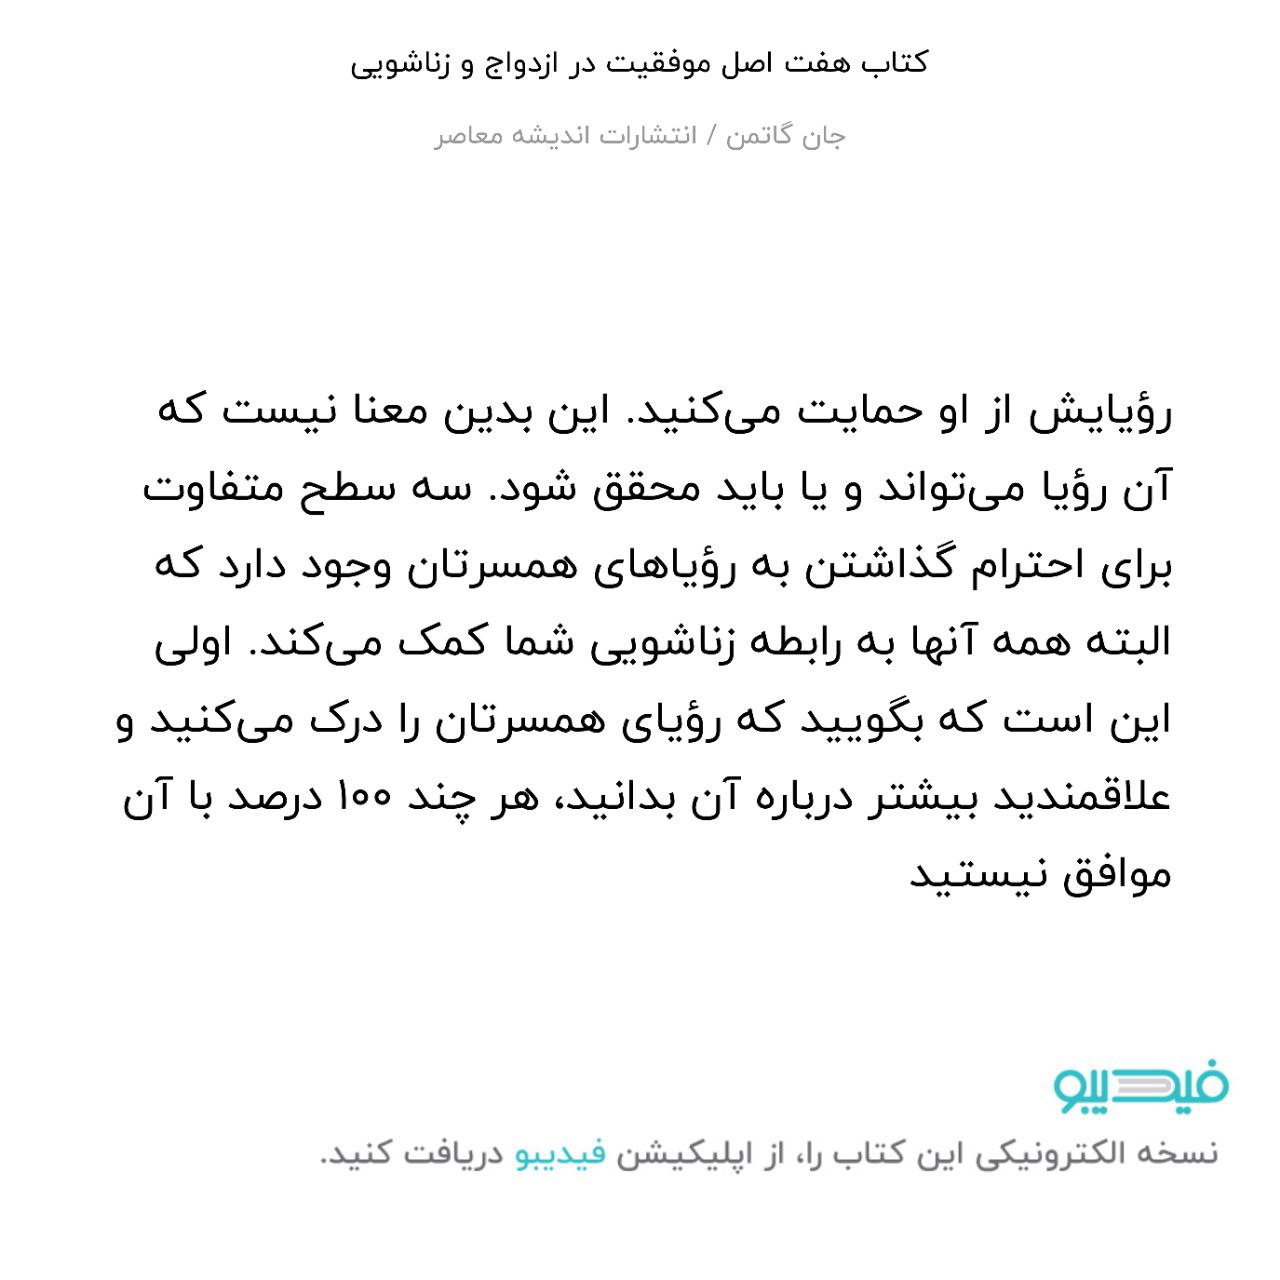 کتاب هفت اصل موفقیت در ازدواج و زناشویی
جان گاتمن / انتشارات اندیشه معاصر
رؤیایش از او حمایت می‌کنید. این بدین معنا نیست که
آن رؤیا می‌تواند و یا باید محقق شود. سه سطح متفاوت
برای احترام گذاشتن به رؤیاهای همسرتان وجود دارد که
البته همه آنها به رابطه زناشویی شما کمک می‌کند. اولی
این است که بگویید که رؤیای همسرتان را درک می‌کنید و
علاقمندید بیشتر درباره آن بدانید، هر چند ۱۰۰ درصد با آن
موافق نیستید
فیدیبو
نسخه الکترونیکی این کتاب را، از اپلیکیشن فیدیبو دریافت کنید.